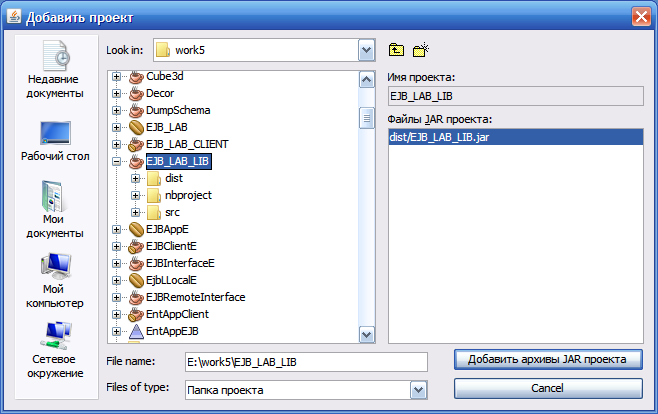 Добавить проект
Look in:
work5
Недавние
документы
Рабочий стол
Мои
документы
Мой
компьютер
Сетевое
окружение
Cube3d
Decor
DumpSchema
EJB_LAB
EJB_LAB_CLIENT
EJB_LAB_LIB
dist
nbproject
src
EJBAppE
EJBClientE
EJBInterfaceE
EjbLLocalE
EJBRemoteInterface
EntAppClient
EntAppEJB
Имя проекта:
EJB_LAB_LIB
Файлы JAR проекта:
dist/EJB_LAB_LIB.jar
File name:
E:\work5\EJB_LAB_LIB
Добавить архивы JAR проекта
Files of type:
Папка проекта
Cancel